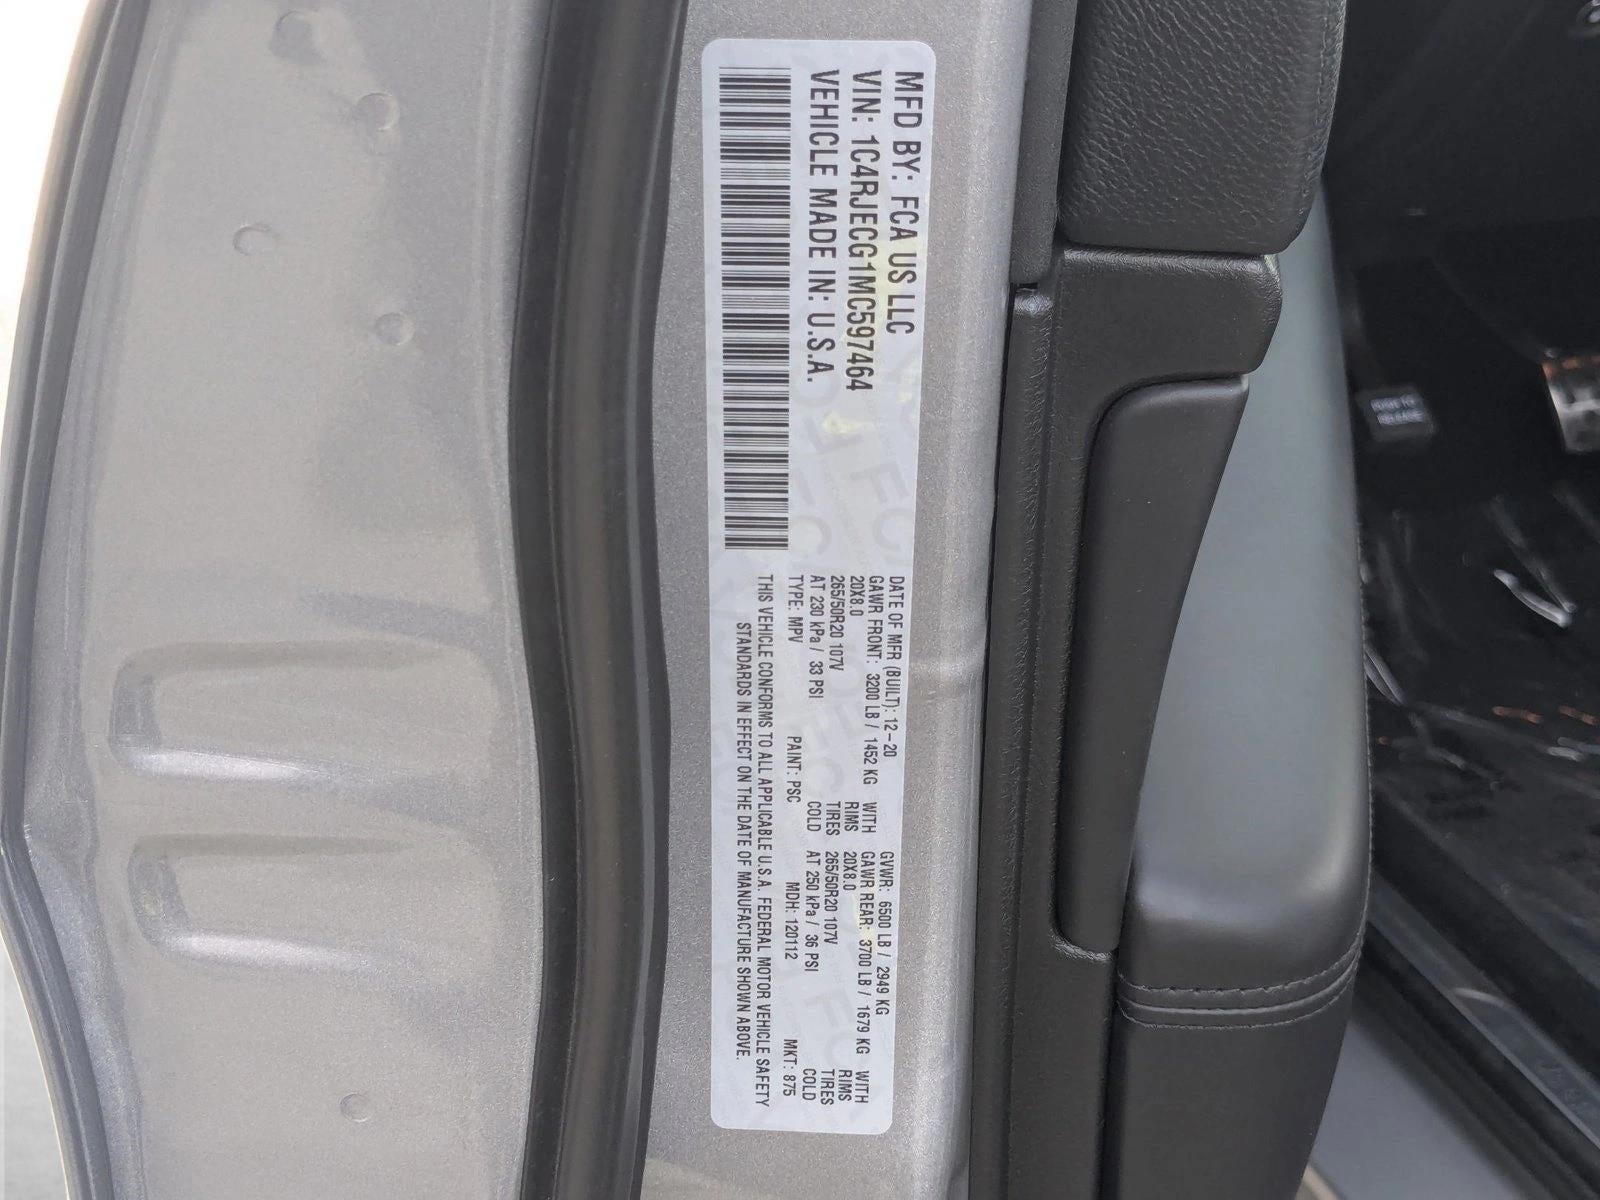 MFD BY: FCA US LLC
VIN: 1C4RJECG1MC597464
VEHICLE MADE IN: U.S.A.
DATE OF MFR (BUILT): 12-20 GVWR: 6500 LB / 2949 KG
GAWR FRONT: 3200 LB / 1452 KG WITH GAWR REAR: 3700 LB / 1679 KG WITH
20X8.0 RIMS 20X8.0 RIMS
265/50R20 107V TIRES 265/50R20 107V TIRES
AT 230 kPa / 33 PSI COLD AT 250 kPa / 36 PSI COLD
TYPE: MPV PAINT: PSC MDH: 120112 MKT: 875
THIS VEHICLE CONFORMS TO ALL APPLICABLE U.S.A. FEDERAL MOTOR VEHICLE SAFETY
STANDARDS IN EFFECT ON THE DATE OF MANUFACTURE SHOWN ABOVE.
PUSH TO
RELEASE